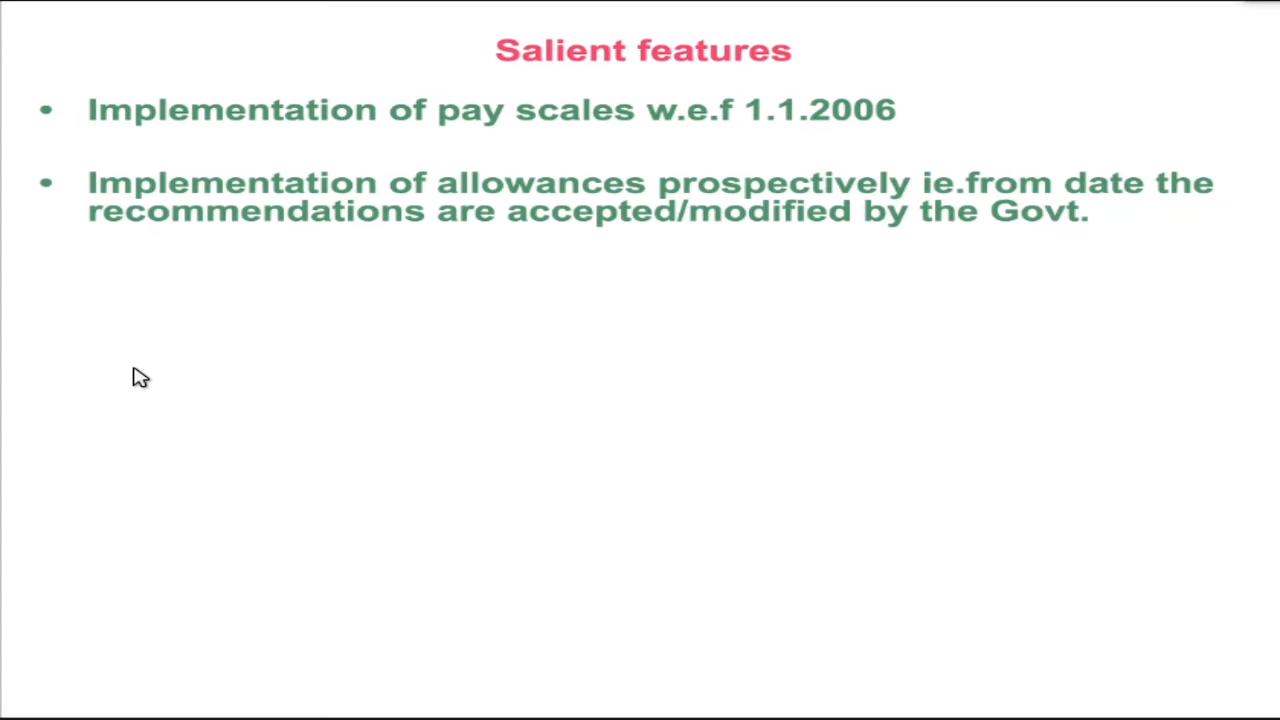 Salient features
• Implementation of pay scales w.e.f 1.1.2006
• Implementation of allowances prospectively ie.from date the
recommendations are accepted/modified by the Govt.